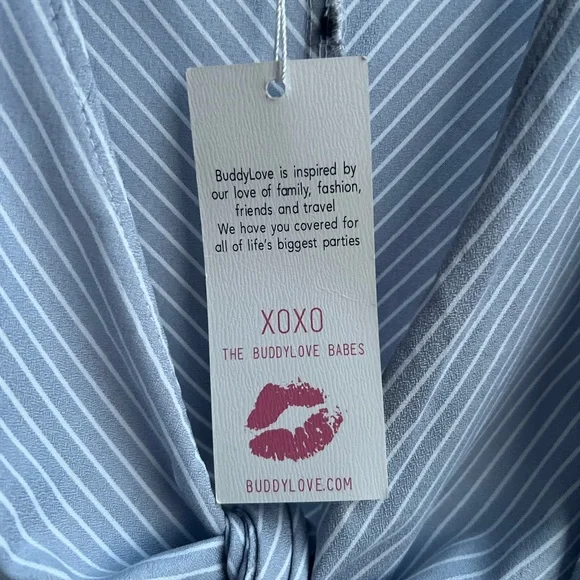 BuddyLove is inspired by
our love of family, fashion,
friends and travel
We have you covered for
all of life's biggest parties
XOXO
THE BUDDYLOVE BABES
BUDDYLOVE.COM